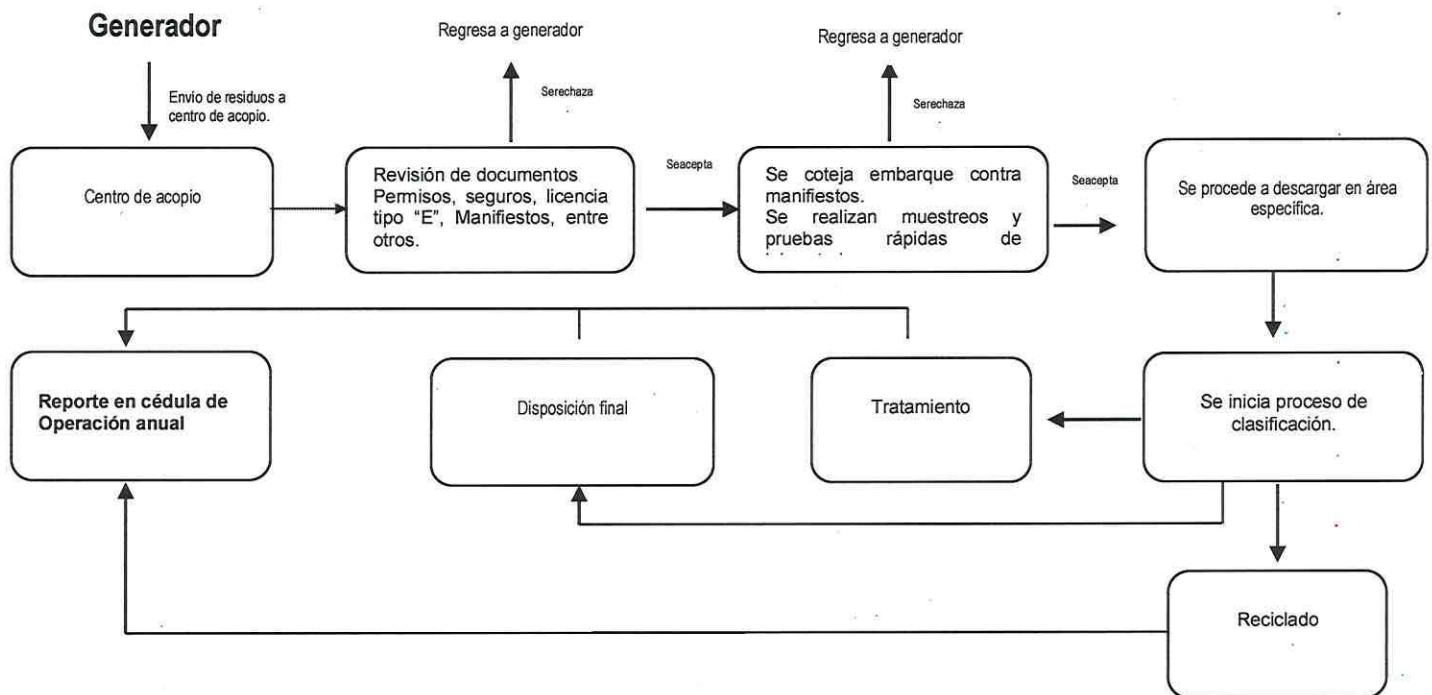 Generador
Regresa a generador
Regresa a generador
Envio de residuos a
centro de acopio.
Serechaza
Serechaza
Centro de acopio
Revisión de documentos
Permisos, seguros, licencia
tipo "E", Manifiestos, entre
otros.
Seacepta
Se coteja embarque contra
manifiestos.
Se realizan muestreos y
pruebas rápidas de
Seacepta
Se procede a descargar en área
específica.
Reporte en cédula de
Operación anual
Disposición final
Tratamiento
Se inicia proceso de
clasificación.
Reciclado